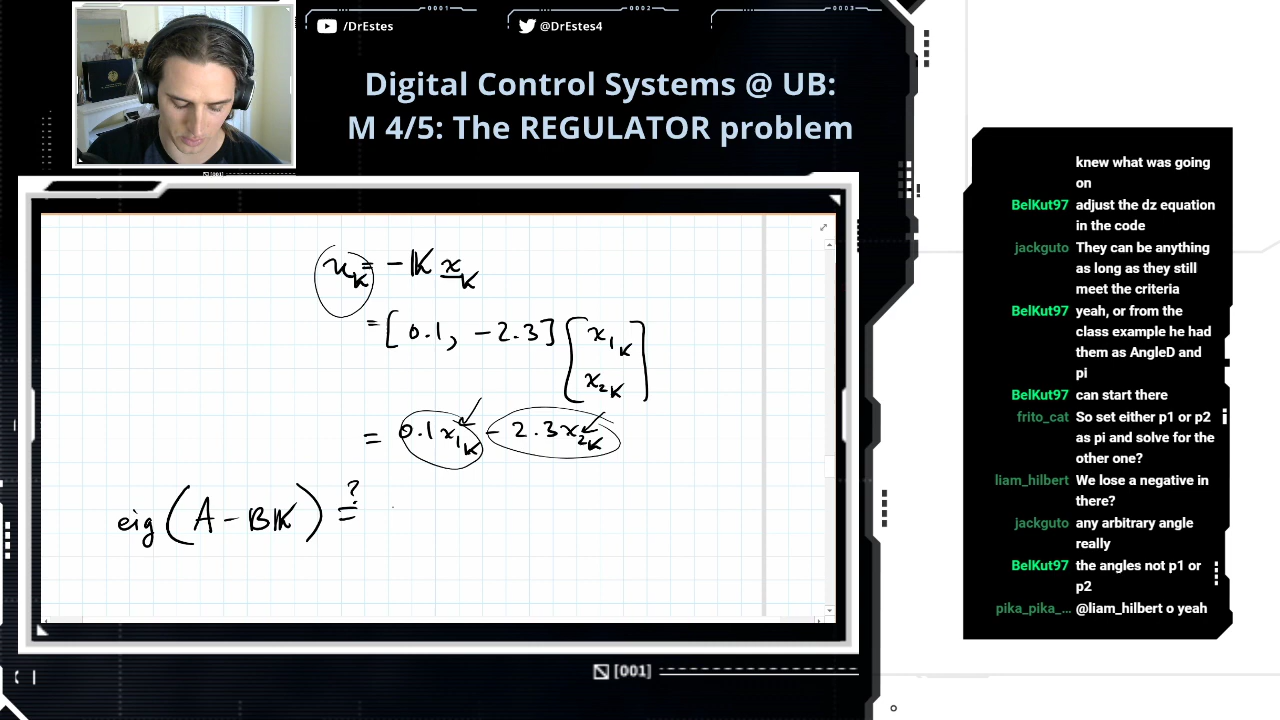 0001
0002
0003
/DrEstes
@DrEstes4
Digital Control Systems @ UB:
M 4/5: The REGULATOR problem
[001]
u_K = -K x_K
= [0.1, -2.3] [x_1K
x_2K]
= 0.1x_1K - 2.3x_2K
eig(A - BK) ?=
[001]
knew what was going
on
BelKut97 adjust the dz equation
in the code
jackguto They can be anything
as long as they still
meet the criteria
BelKut97 yeah, or from the
class example he had
them as AngleD and
pi
BelKut97 can start there
frito_cat So set either p1 or p2
as pi and solve for the
other one?
liam_hilbert We lose a negative in
there?
jackguto any arbitrary angle
really
BelKut97 the angles not p1 or
p2
pika_pika_... @liam_hilbert o yeah